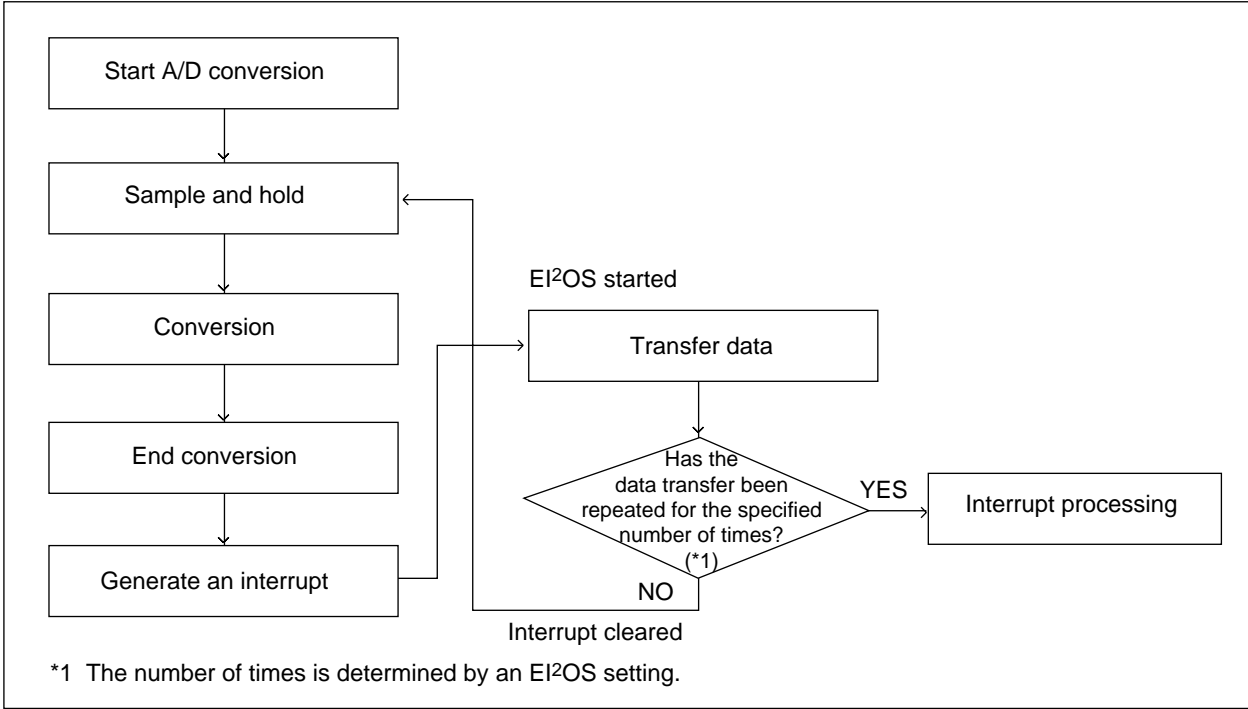 Start A/D conversion
Sample and hold
Conversion
End conversion
Generate an interrupt
EI²OS started
Transfer data
Has the
data transfer been
repeated for the specified
number of times?
(*1)
YES
Interrupt processing
NO
Interrupt cleared
*1 The number of times is determined by an EI²OS setting.